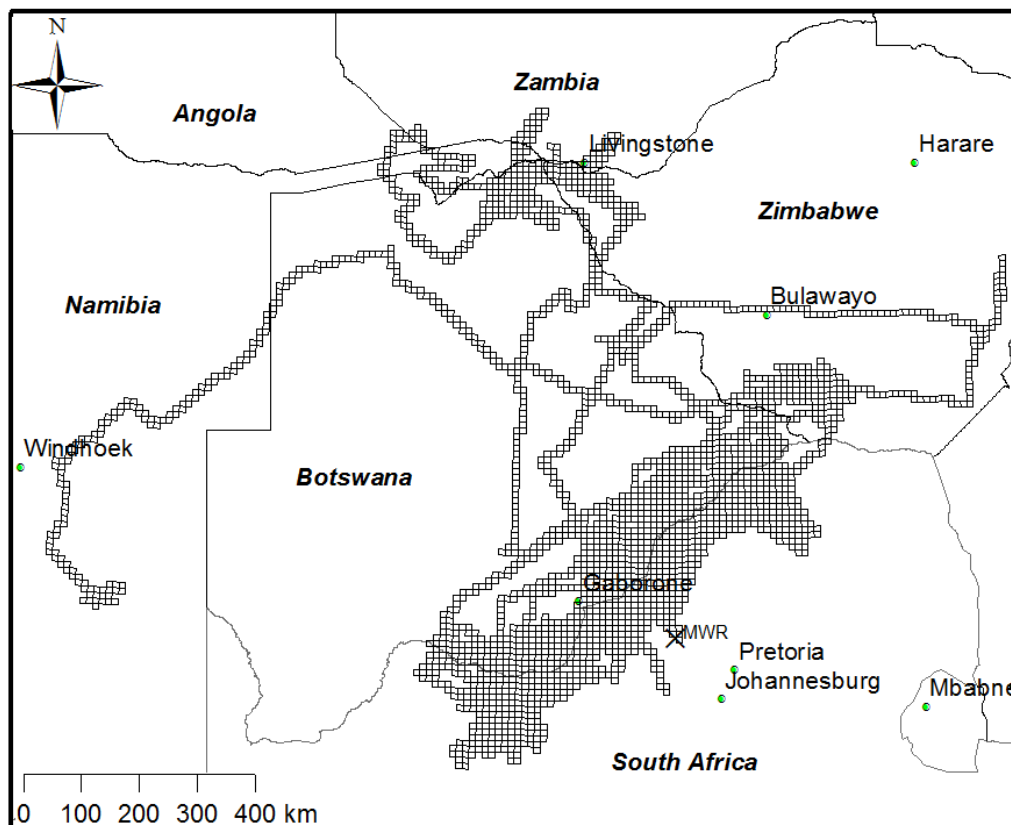 N
Zambia
Angola
Livingstone
Harare
Zimbabwe
Namibia
Bulawayo
Windhoek
Botswana
Gaborone
MWR
Pretoria
Johannesburg
Mbabne
South Africa
0 100 200 300 400 km